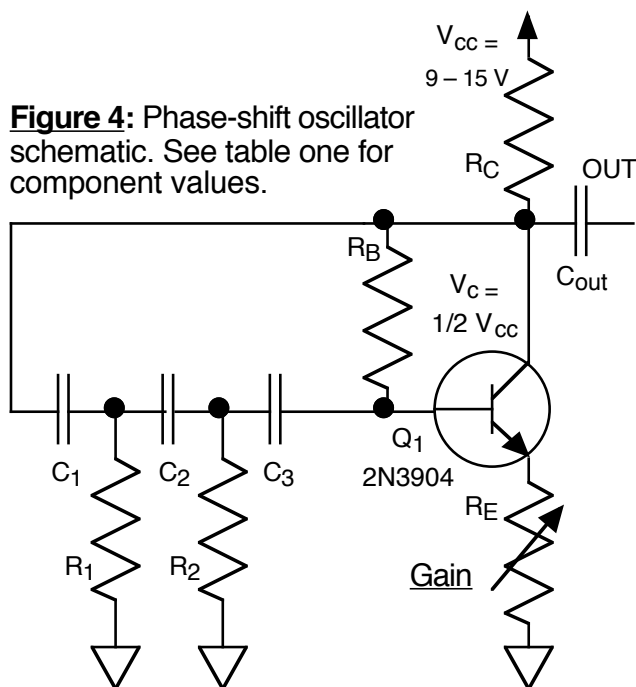 V_CC =
9 – 15 V
Figure 4: Phase-shift oscillator
schematic. See table one for
component values.
R_C
OUT
R_B
C_out
V_C =
1/2 V_CC
C_1
C_2
C_3
Q_1
2N3904
R_E
R_1
R_2
Gain